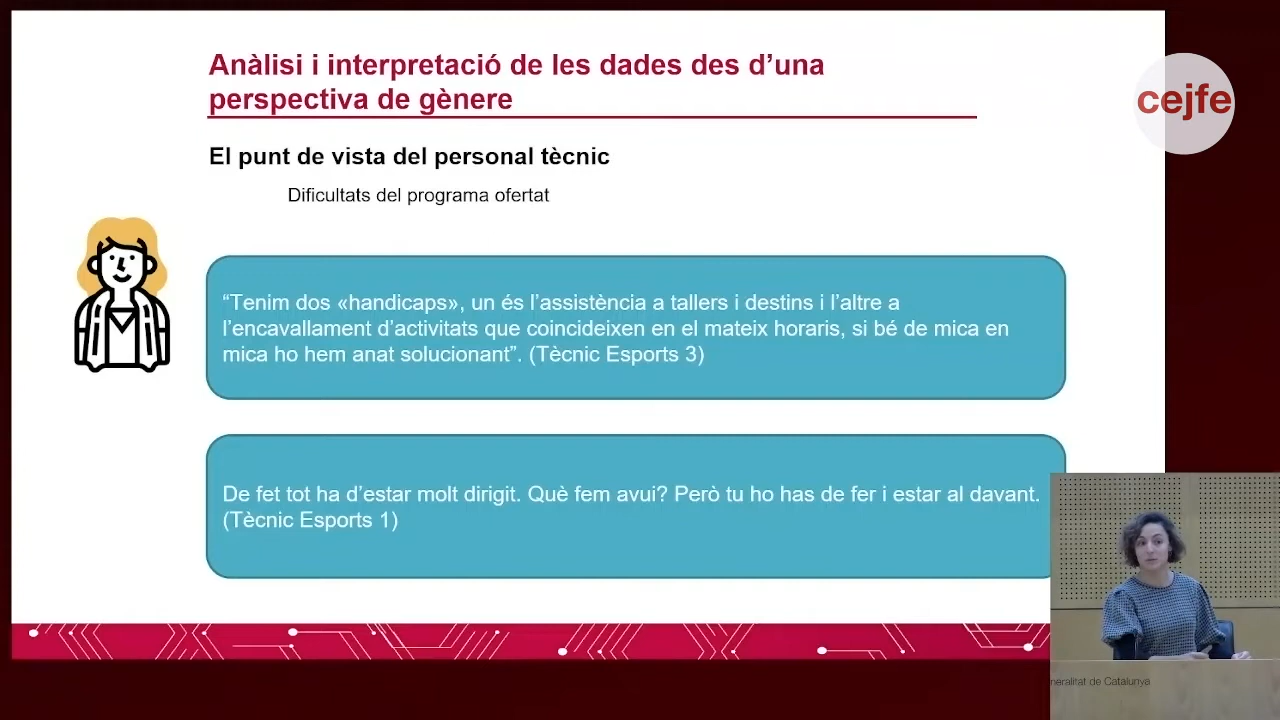 Anàlisi i interpretació de les dades des d’una
perspectiva de gènere
cejfe
El punt de vista del personal tècnic
Dificultats del programa ofertat
“Tenim dos «handicaps», un és l’assistència a tallers i destins i l’altre a
l’encavallament d’activitats que coincideixen en el mateix horaris, si bé de mica en
mica ho hem anat solucionant”. (Tècnic Esports 3)
De fet tot ha d’estar molt dirigit. Què fem avui? Però tu ho has de fer i estar al davant.
(Tècnic Esports 1)
neralitat de Catalunya